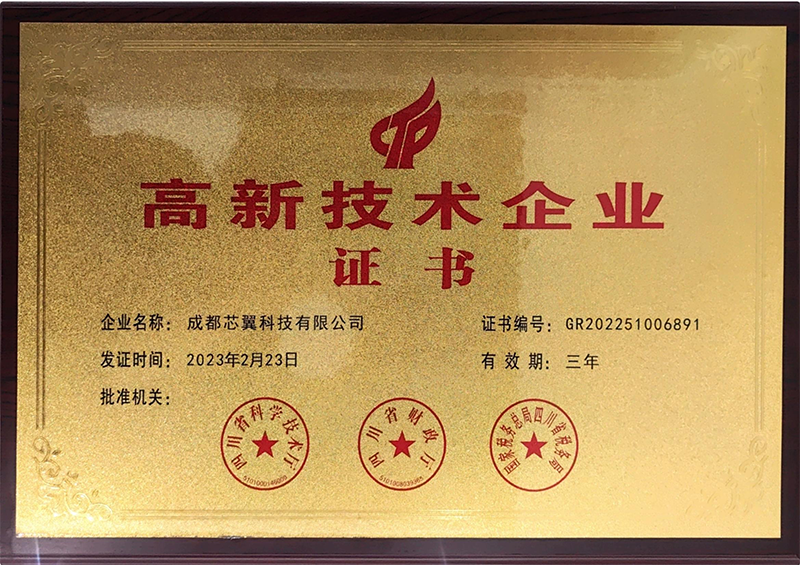 高新技术企业
证书
企业名称：成都芯翼科技有限公司
证书编号：GR202251006891
发证时间：2023年2月23日
有效期：三年
批准机关：
四川省科学技术厅
四川省财政厅
国家税务总局四川省税务局